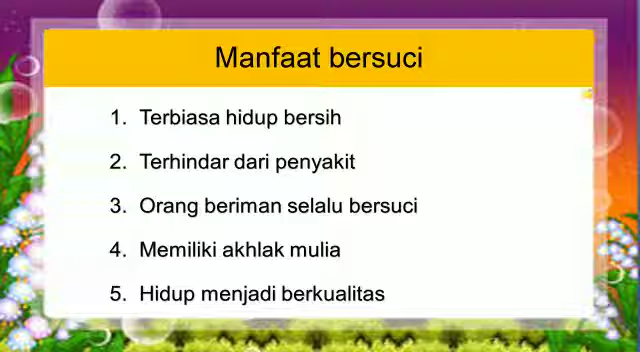 Manfaat bersuci
1. Terbiasa hidup bersih
2. Terhindar dari penyakit
3. Orang beriman selalu bersuci
4. Memiliki akhlak mulia
5. Hidup menjadi berkualitas